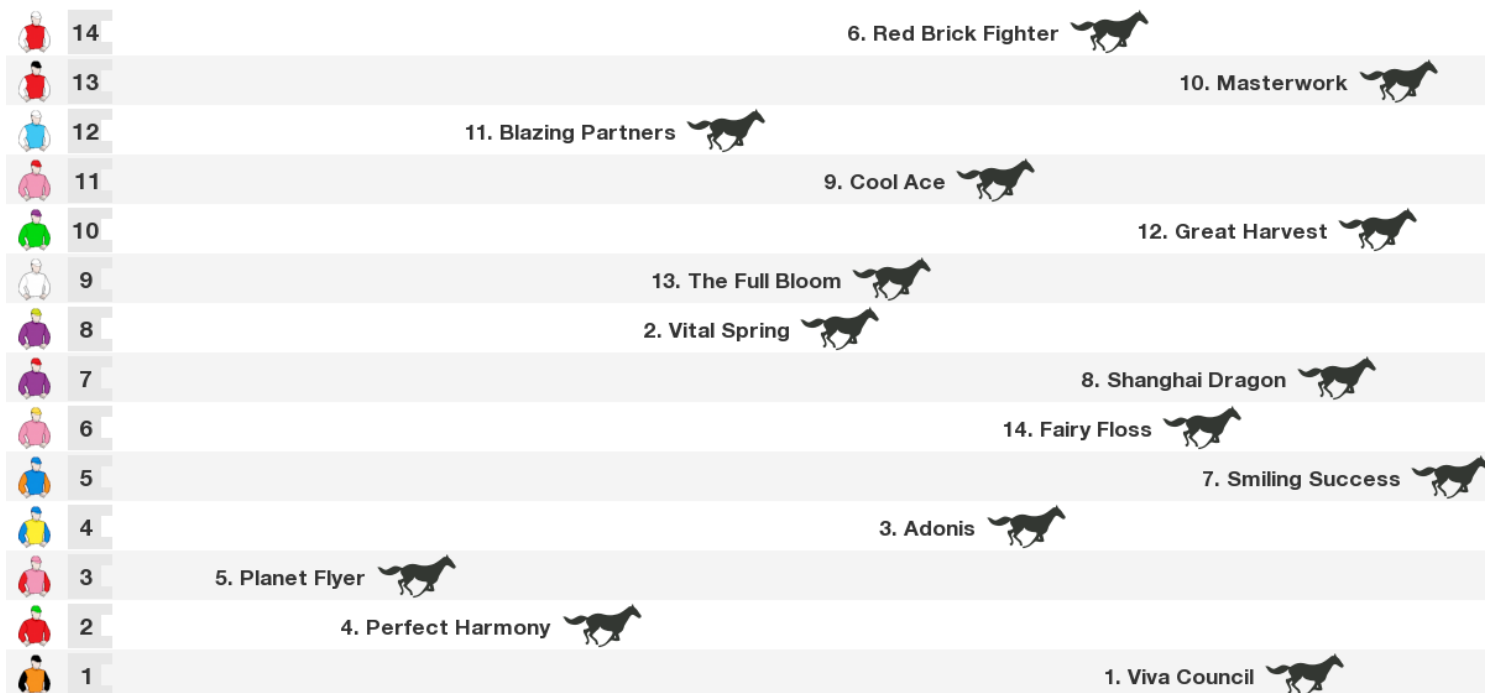 14 6. Red Brick Fighter
13 10. Masterwork
12 11. Blazing Partners
11 9. Cool Ace
10 12. Great Harvest
9 13. The Full Bloom
8 2. Vital Spring
7 8. Shanghai Dragon
6 14. Fairy Floss
5 7. Smiling Success
4 3. Adonis
3 5. Planet Flyer
2 4. Perfect Harmony
1 1. Viva Council